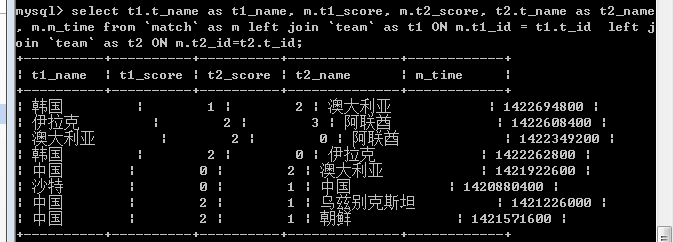 mysql> select t1.t_name as t1_name, m.t1_score, m.t2_score, t2.t_name as t2_name
, m.m_time from `match` as m left join `team` as t1 ON m.t1_id = t1.t_id  left j
oin `team` as t2 ON m.t2_id=t2.t_id;
+----------+----------+----------+--------------+------------+
| t1_name | t1_score | t2_score | t2_name | m_time |
+----------+----------+----------+--------------+------------+
| 韩国 | 1 | 2 | 澳大利亚 | 1422694800 |
| 伊拉克 | 2 | 3 | 阿联酋 | 1422608400 |
| 澳大利亚 | 2 | 0 | 阿联酋 | 1422349200 |
| 韩国 | 2 | 0 | 伊拉克 | 1422262800 |
| 中国 | 0 | 2 | 澳大利亚 | 1421922600 |
| 沙特 | 0 | 1 | 中国 | 1420880400 |
| 中国 | 2 | 1 | 乌兹别克斯坦 | 1421226000 |
| 中国 | 2 | 1 | 朝鲜 | 1421571600 |
+----------+----------+----------+--------------+------------+